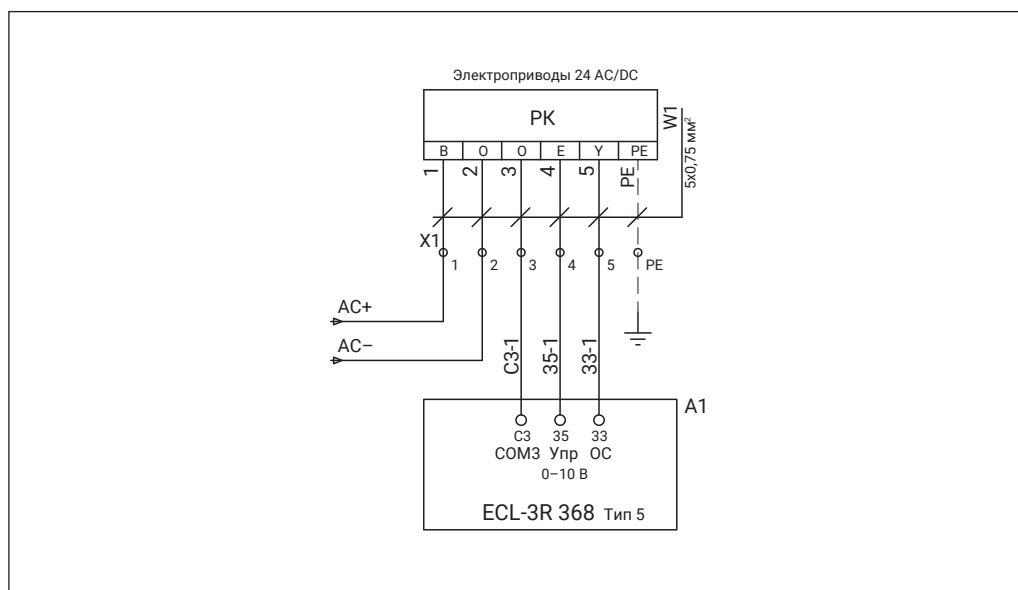 Электроприводы 24 AC/DC
РК
W1
5x0,75 мм²
B O O E Y PE
1 2 3 4 5 PE
X1
1 2 3 4 5 PE
AC+
AC–
C3-1 35-1 33-1
A1
C3 35 33
COM3 Упр ОС
0–10 В
ECL-3R 368 Тип 5